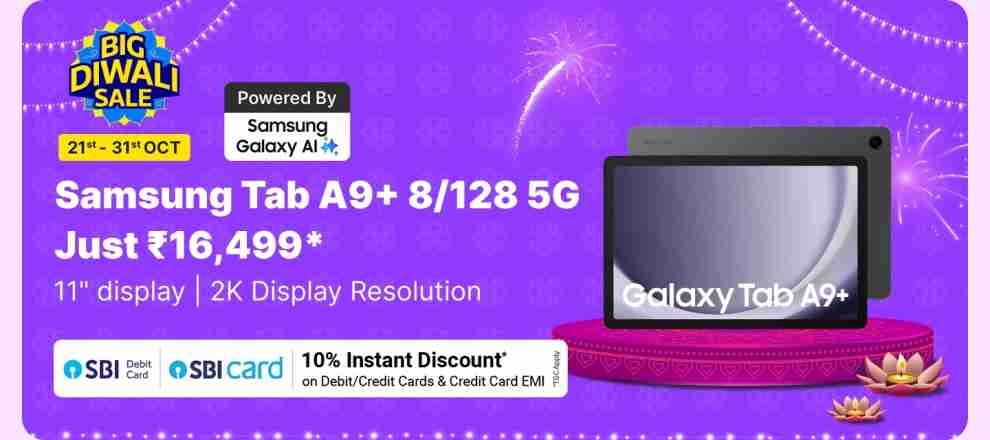 BIG
DIWALI
SALE
21st - 31st OCT
Powered By
Samsung
Galaxy AI
Samsung Tab A9+ 8/128 5G
Just ₹16,499*
11" display | 2K Display Resolution
SBI Debit Card
SBI card
10% Instant Discount*
on Debit/Credit Cards & Credit Card EMI
*T&C Apply
Galaxy Tab A9+